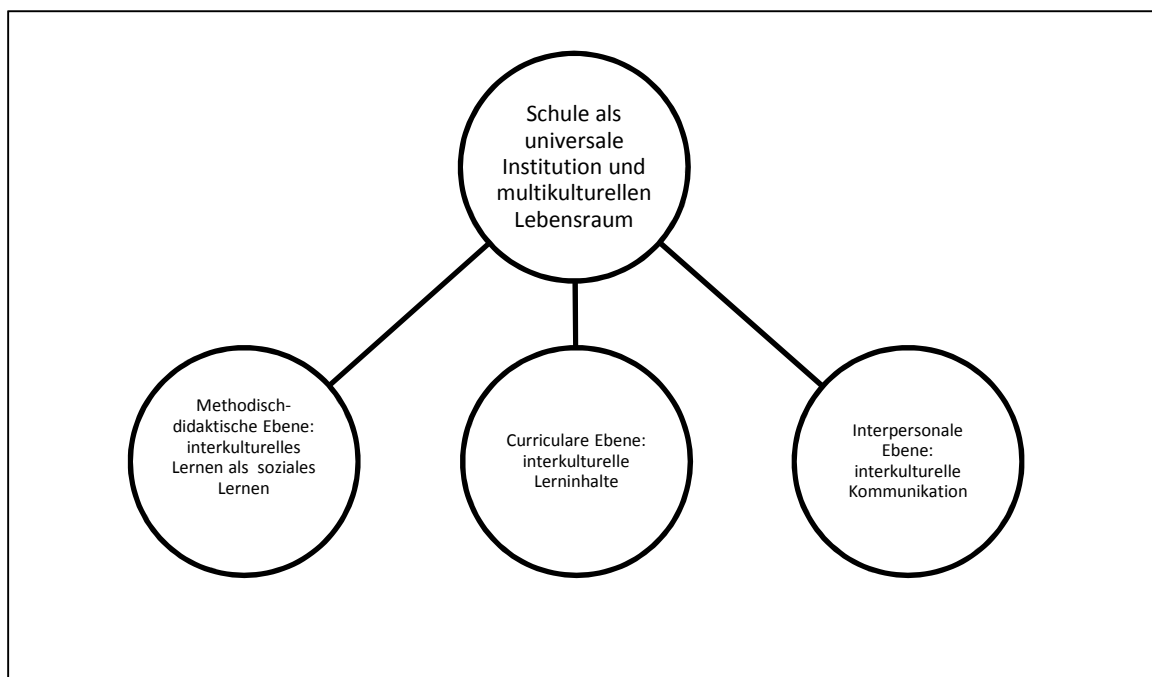 Schule als
universale
Institution und
multikulturellen
Lebensraum
Methodisch-
didaktische Ebene:
interkulturelles
Lernen als soziales
Lernen
Curriculare Ebene:
interkulturelle
Lerninhalte
Interpersonale
Ebene:
interkulturelle
Kommunikation